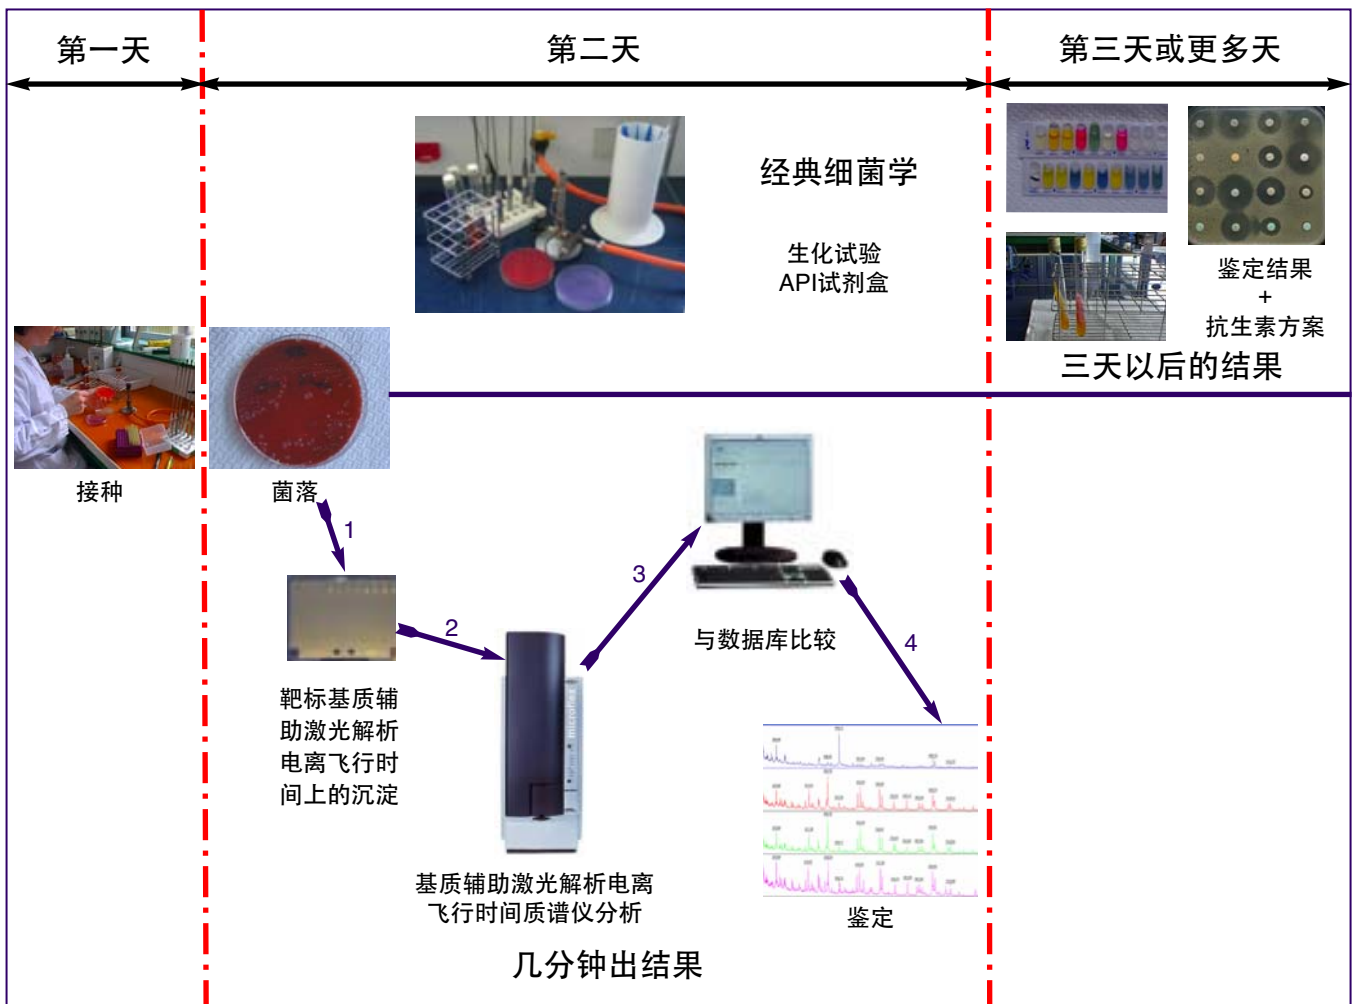 第一天
第二天
第三天或更多天
经典细菌学
生化试验
API试剂盒
鉴定结果
+
抗生素方案
三天以后的结果
接种
菌落
1
2
3
4
靶标基质辅
助激光解析
电离飞行时
间上的沉淀
microflex
基质辅助激光解析电离
飞行时间质谱仪分析
与数据库比较
鉴定
几分钟出结果